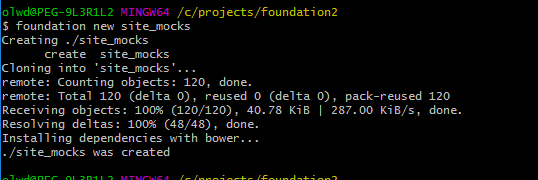 olwd@PEG-9L3R1L2 MINGW64 /c/projects/foundation2
$ foundation new site_mocks
Creating ./site_mocks
create site_mocks
Cloning into 'site_mocks'...
remote: Counting objects: 120, done.
remote: Total 120 (delta 0), reused 0 (delta 0), pack-reused 120
Receiving objects: 100% (120/120), 40.78 KiB | 287.00 KiB/s, done.
Resolving deltas: 100% (48/48), done.
Installing dependencies with bower...
./site_mocks was created
olwd@PEG-9L3R1L2 MINGW64 /c/projects/foundation2